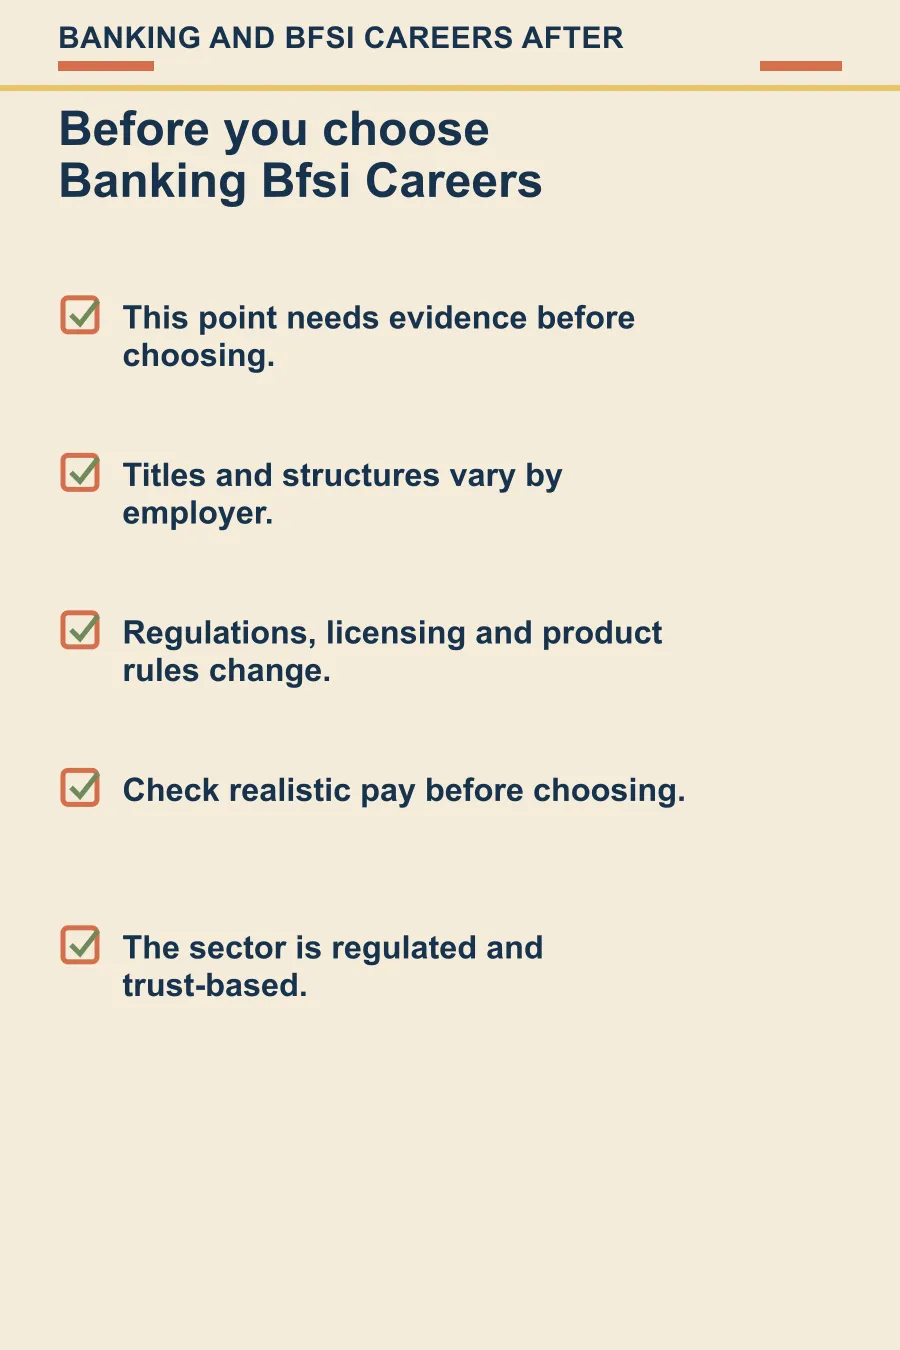 BANKING AND BFSI CAREERS AFTER
Before you choose
Banking Bfsi Careers
This point needs evidence before
choosing.
Titles and structures vary by
employer.
Regulations, licensing and product
rules change.
Check realistic pay before choosing.
The sector is regulated and
trust-based.